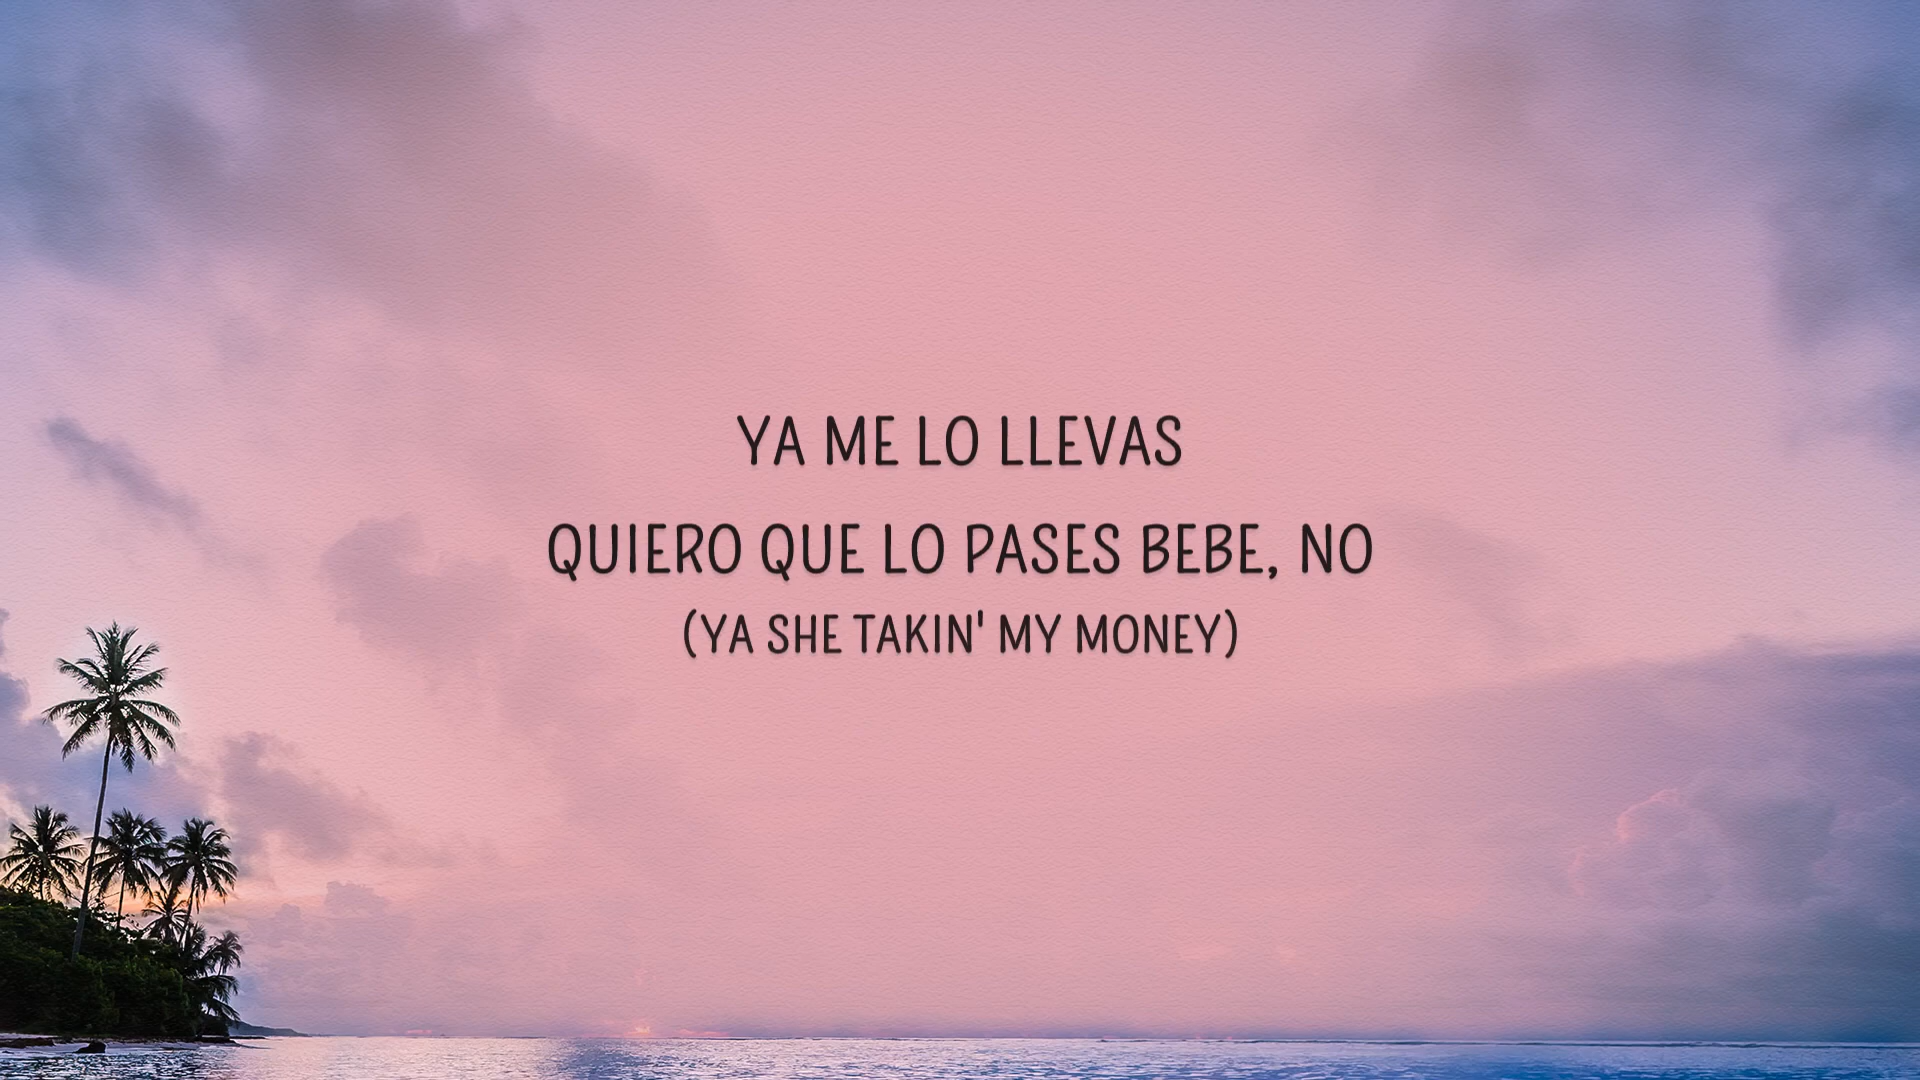 YA ME LO LLEVAS
QUIERO QUE LO PASES BEBE, NO
(YA SHE TAKIN' MY MONEY)